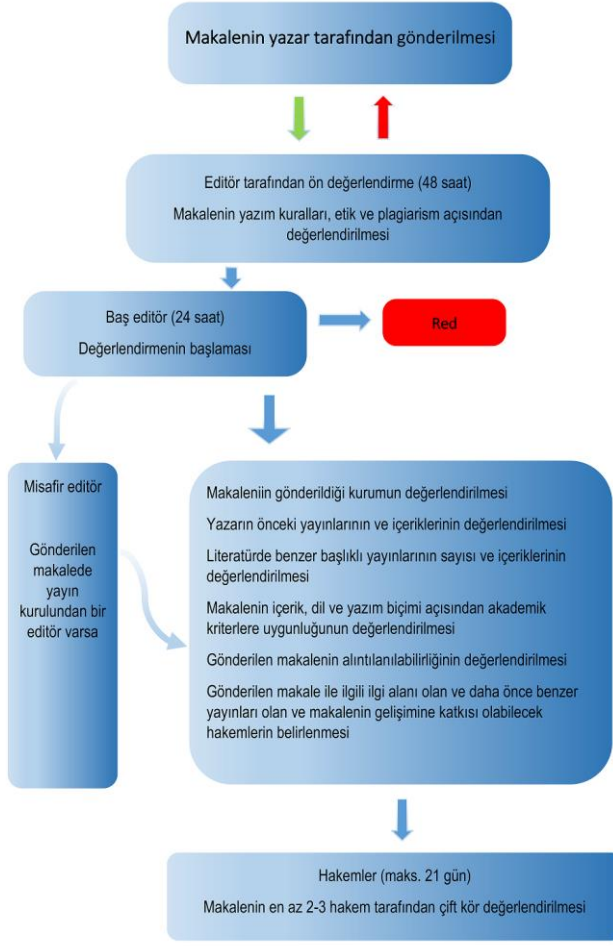 Makalenin yazar tarafından gönderilmesi
Editör tarafından ön değerlendirme (48 saat)
Makalenin yazım kuralları, etik ve plagiarism açısından
değerlendirilmesi
Baş editör (24 saat)
Değerlendirmenin başlaması
Red
Misafir editör
Gönderilen
makalede
yayın
kurulundan bir
editör varsa
Makaleniin gönderildiği kurumun değerlendirilmesi
Yazarın önceki yayınlarının ve içeriklerinin değerlendirilmesi
Literatürde benzer başlıklı yayınlarının sayısı ve içeriklerinin
değerlendirilmesi
Makalenin içerik, dil ve yazım biçimi açısından akademik
kriterlere uygunluğunun değerlendirilmesi
Gönderilen makalenin alıntılanılabilirliğinin değerlendirilmesi
Gönderilen makale ile ilgili ilgi alanı olan ve daha önce benzer
yayınları olan ve makalenin gelişimine katkısı olabilecek
hakemlerin belirlenmesi
Hakemler (maks. 21 gün)
Makalenin en az 2-3 hakem tarafından çift kör değerlendirilmesi